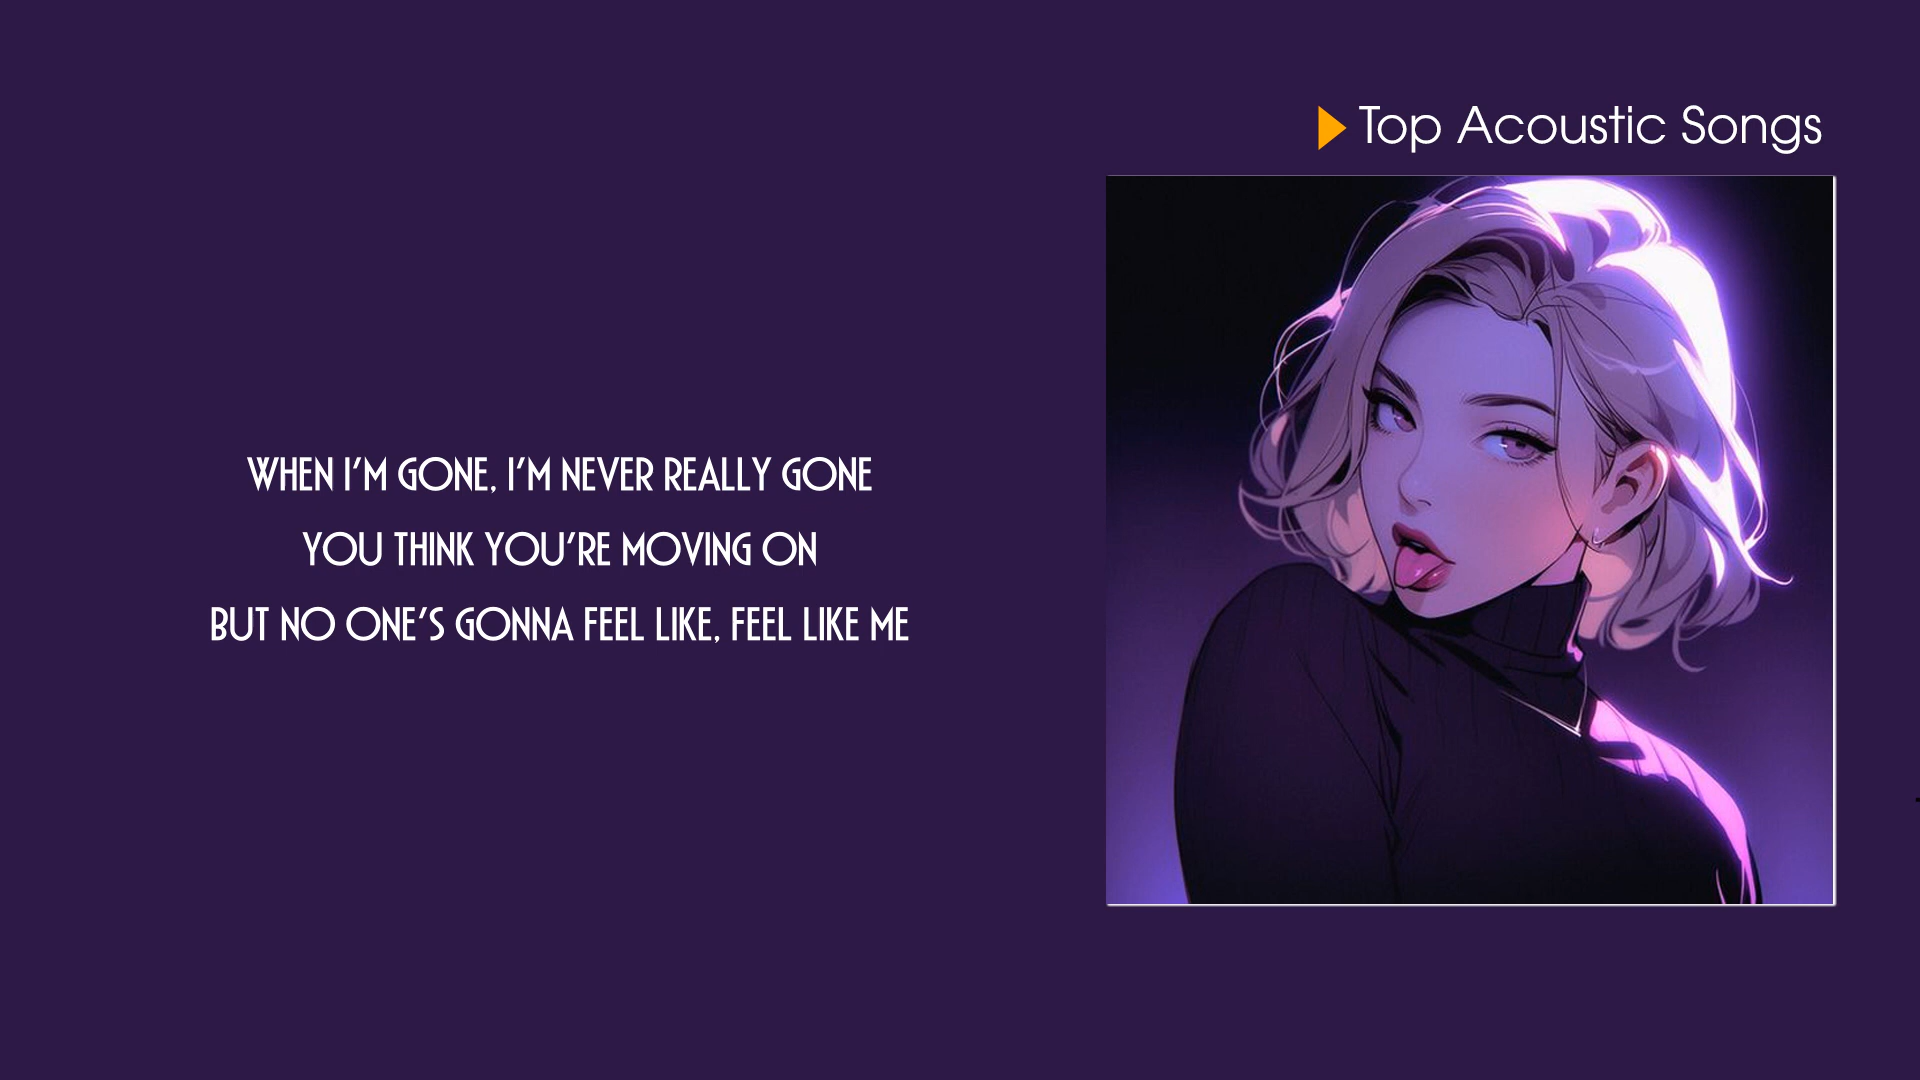 Top Acoustic Songs
WHEN I'M GONE, I'M NEVER REALLY GONE
YOU THINK YOU'RE MOVING ON
BUT NO ONE'S GONNA FEEL LIKE, FEEL LIKE ME